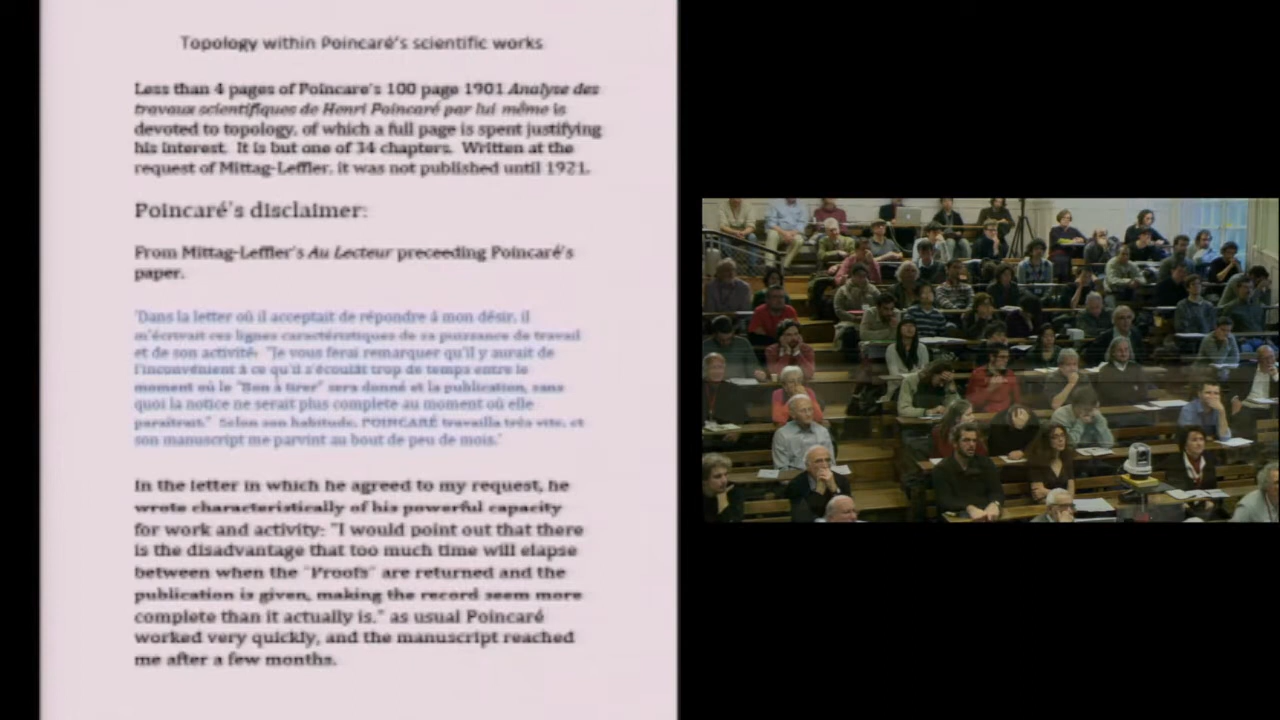 Topology within Poincaré's scientific works
Less than 4 pages of Poincare's 100 page 1901 Analyse des
travaux scientifiques de Henri Poincaré par lui même is
devoted to topology, of which a full page is spent justifying
his interest. It is but one of 34 chapters. Written at the
request of Mittag-Leffler, it was not published until 1921.
Poincaré's disclaimer:
From Mittag-Leffler's Au Lecteur preceeding Poincaré's
paper.
'Dans la letter où il acceptait de répondre á mon désir, il
m'écrivait ces lignes caractéristiques de sa puissance de travail
et de son activité: "Je vous ferai remarquer qu'il y aurait de
l'inconvénient à ce qu'il s'écoulât trop de temps entre le
moment où le "Bon à tirer" sera donné et la publication, sans
quoi la notice ne serait plus complete au moment où elle
paraitrait." Selon son habitude, POINCARÉ travailla trés vite, et
son manuscript me parvint au bout de peu de mois.'
In the letter in which he agreed to my request, he
wrote characteristically of his powerful capacity
for work and activity: "I would point out that there
is the disadvantage that too much time will elapse
between when the "Proofs" are returned and the
publication is given, making the record seem more
complete than it actually is." as usual Poincaré
worked very quickly, and the manuscript reached
me after a few months.